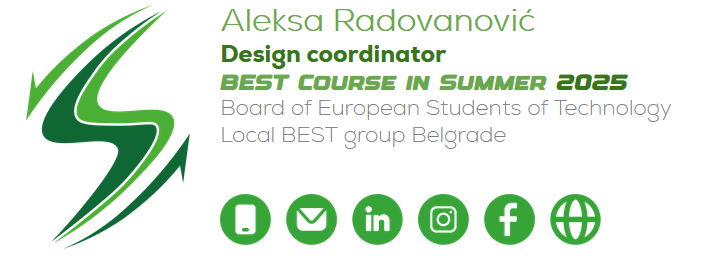 Aleksa Radovanović
Design coordinator
BEST Course in Summer 2025
Board of European Students of Technology
Local BEST group Belgrade
in
f